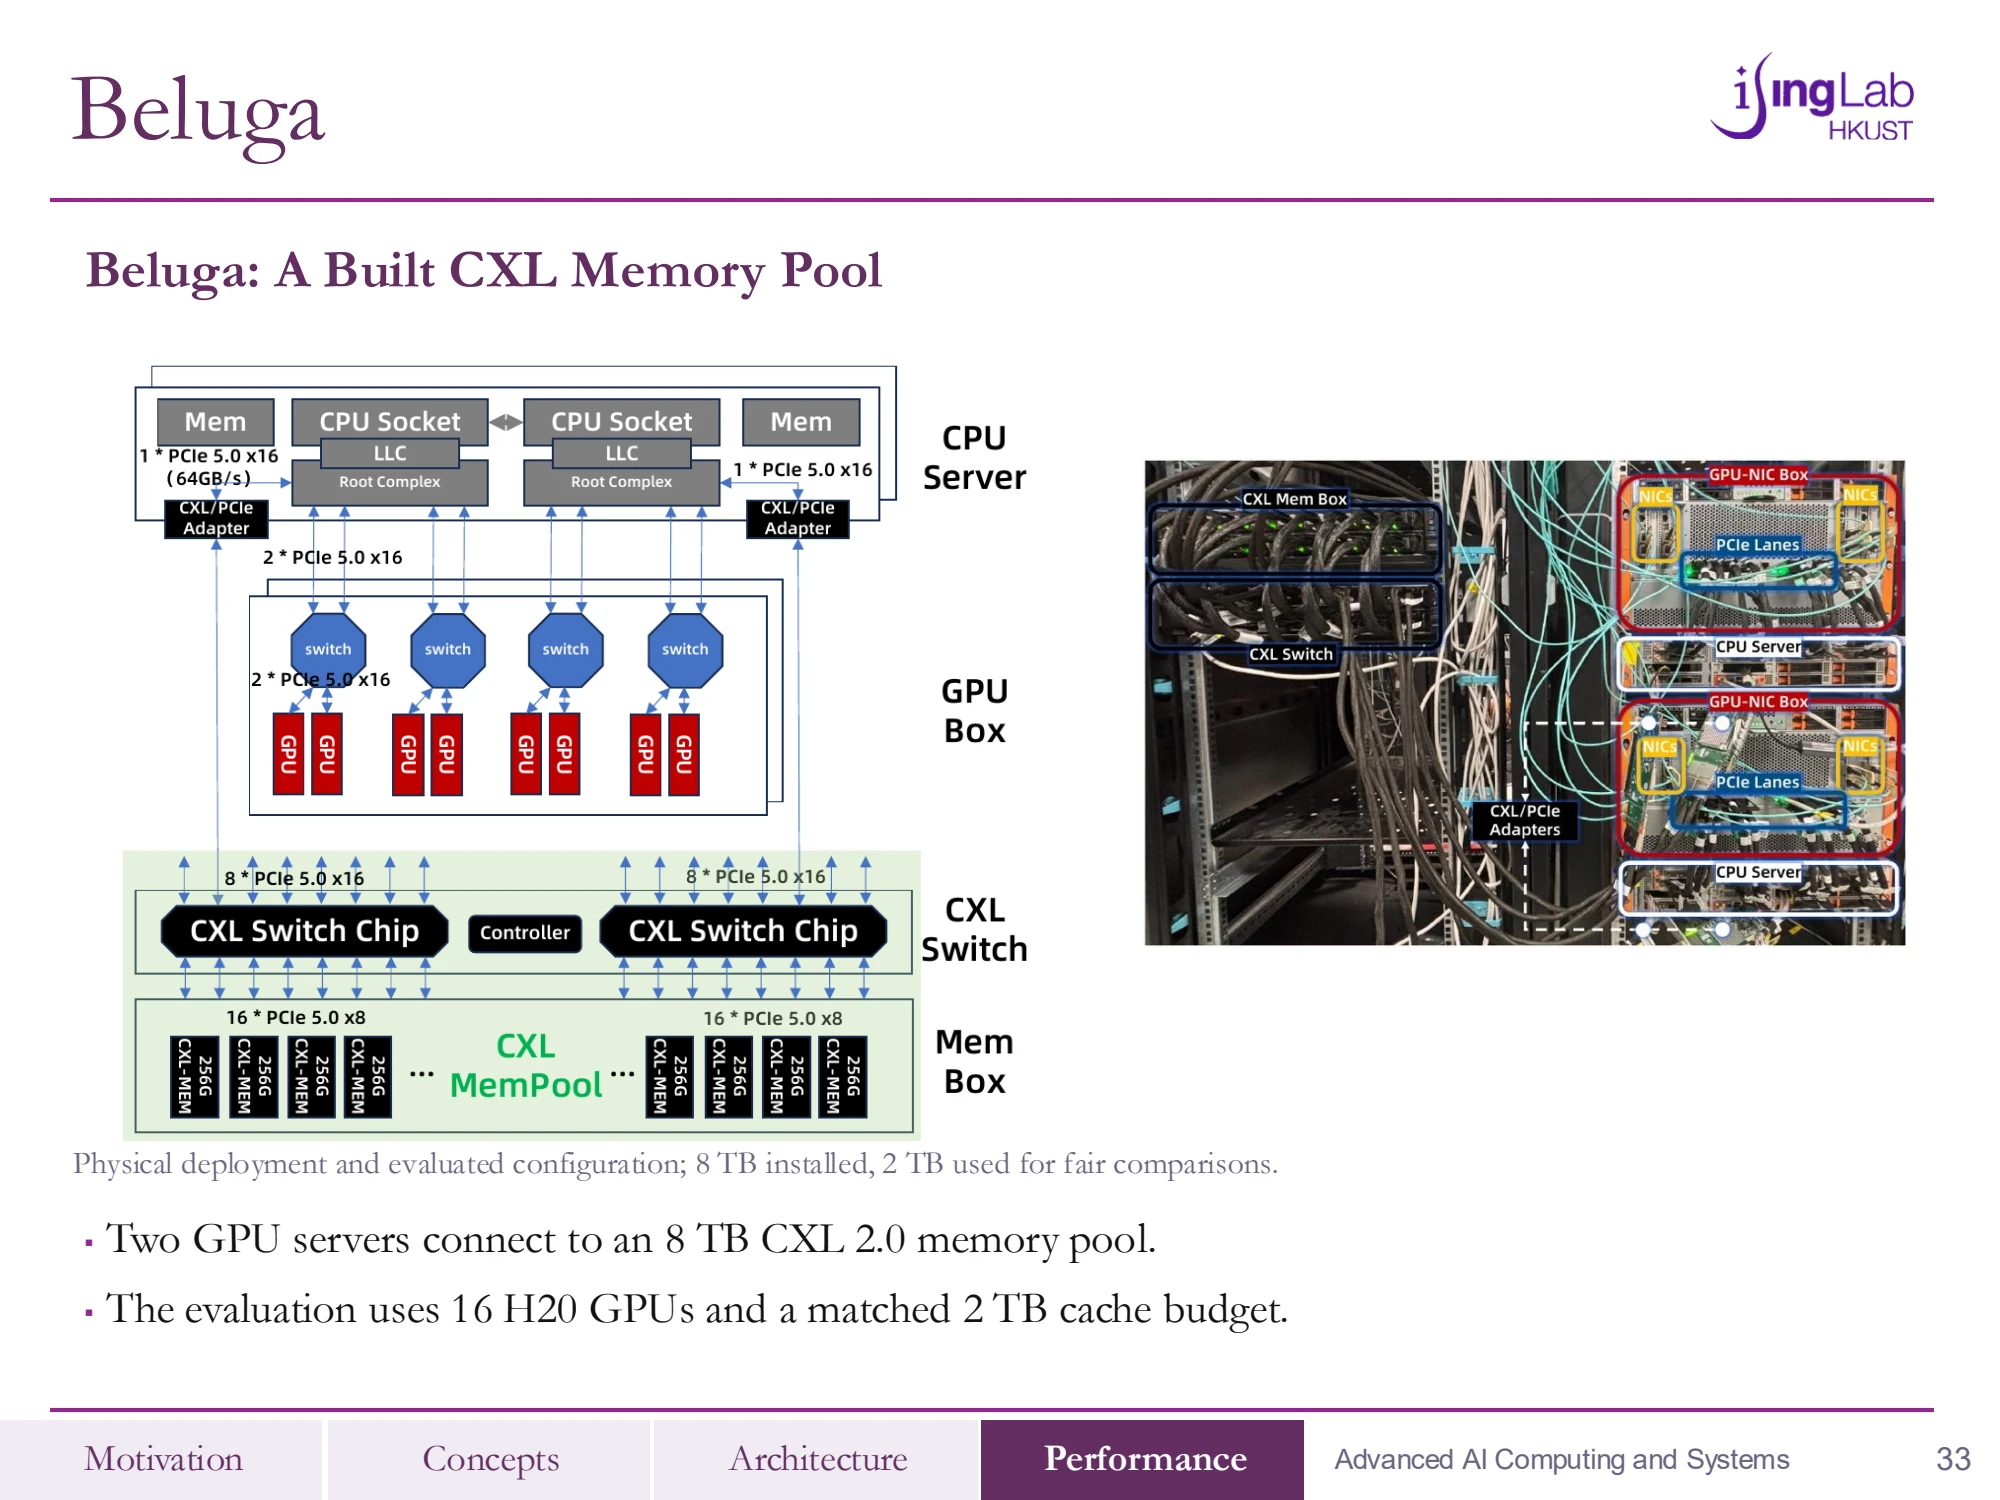 Beluga
isingLab
HKUST
Beluga: A Built CXL Memory Pool
Mem
CPU Socket
CPU Socket
Mem
LLC
LLC
1 * PCIe 5.0 x16
(64GB/s)
Root Complex
Root Complex
1 * PCIe 5.0 x16
CXL/PCIe
Adapter
CXL/PCIe
Adapter
CPU
Server
2 * PCIe 5.0 x16
switch
switch
switch
switch
2 * PCIe 5.0 x16
GPU
GPU
GPU
GPU
GPU
GPU
GPU
GPU
GPU
Box
8 * PCIe 5.0 x16
8 * PCIe 5.0 x16
CXL Switch Chip
Controller
CXL Switch Chip
CXL
Switch
16 * PCIe 5.0 x8
16 * PCIe 5.0 x8
256G
CXL-MEM
256G
CXL-MEM
256G
CXL-MEM
256G
CXL-MEM
...
CXL
MemPool
...
256G
CXL-MEM
256G
CXL-MEM
256G
CXL-MEM
256G
CXL-MEM
Mem
Box
CXL Mem Box
CXL Switch
GPU-NIC Box
NICs
NICs
PCIe Lanes
CPU Server
GPU-NIC Box
NICs
NICs
PCIe Lanes
CXL/PCIe
Adapters
CPU Server
Physical deployment and evaluated configuration; 8 TB installed, 2 TB used for fair comparisons.
▪ Two GPU servers connect to an 8 TB CXL 2.0 memory pool.
▪ The evaluation uses 16 H20 GPUs and a matched 2 TB cache budget.
Motivation
Concepts
Architecture
Performance
Advanced AI Computing and Systems
33